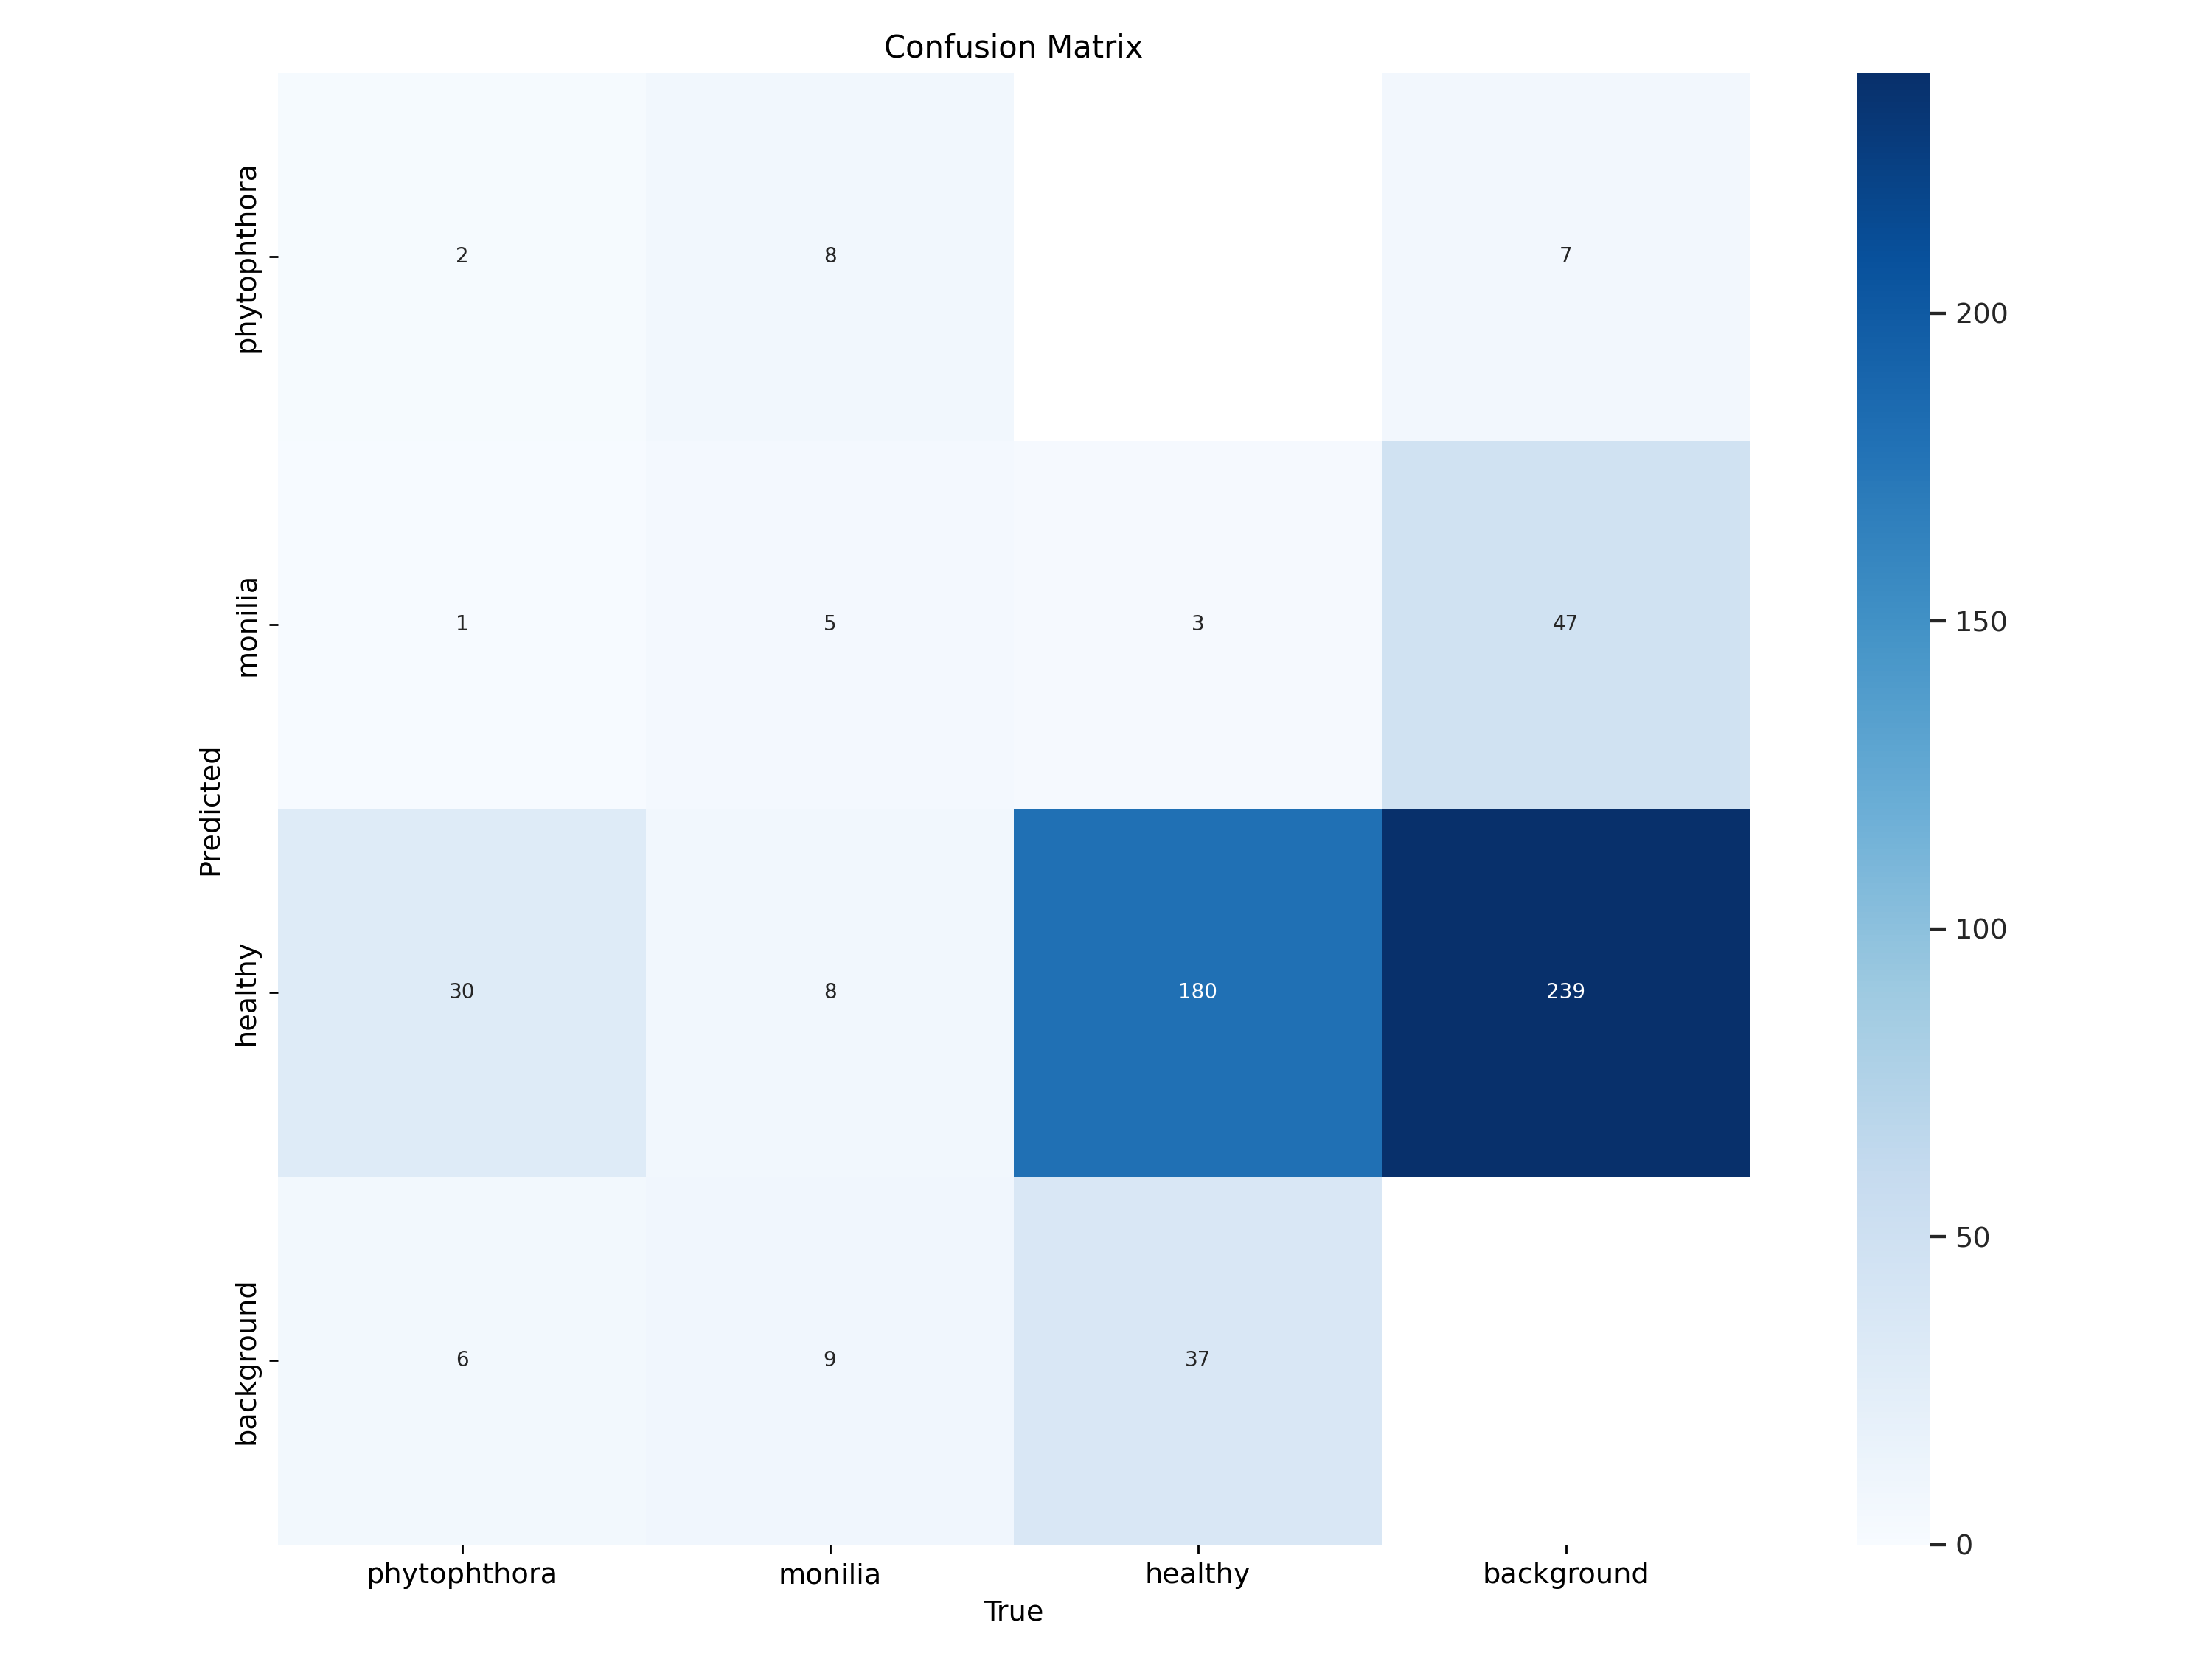 Confusion Matrix
Predicted
phytophthora
2 8 7
monilia
1 5 3 47
healthy
30 8 180 239
background
6 9 37
phytophthora monilia healthy background
True
200
150
100
50
0